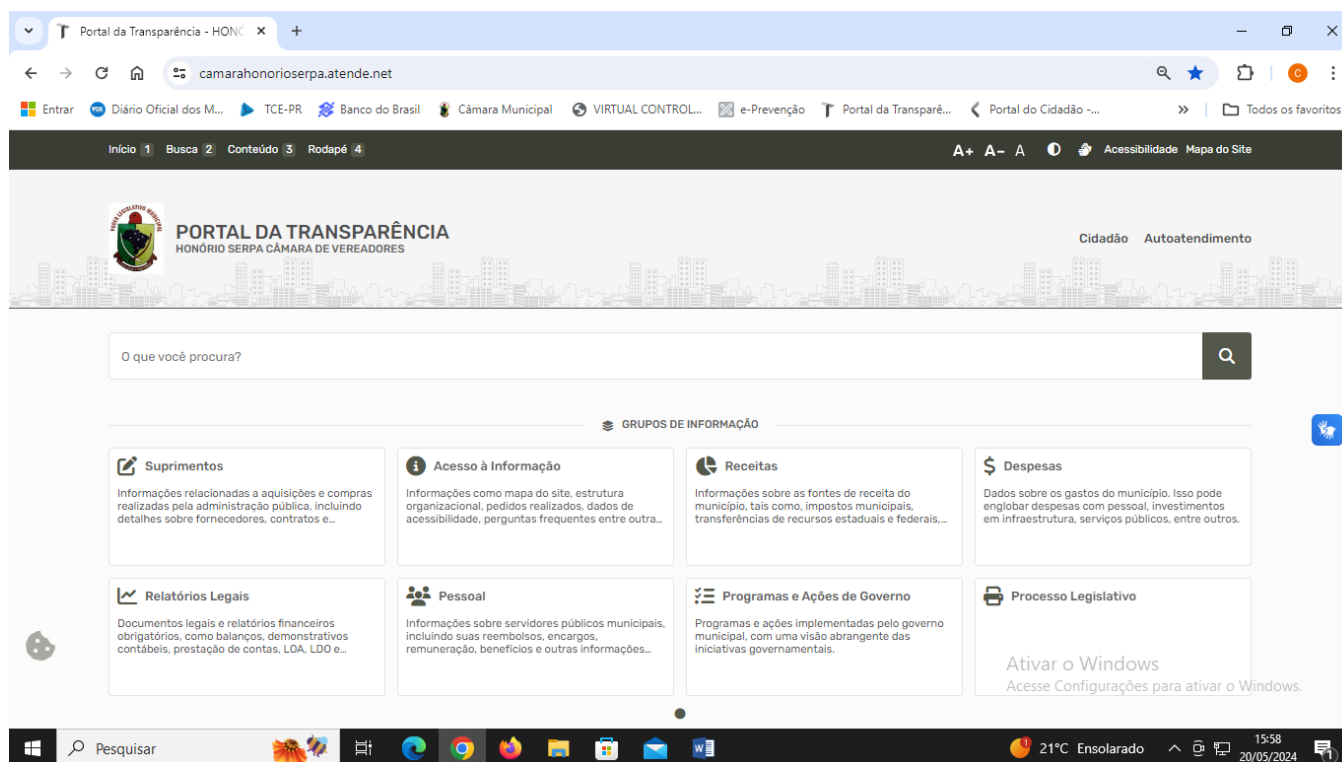 Portal da Transparência - HONÓ
camarahonorioserpa.atende.net
C
Entrar Diário Oficial dos M... TCE-PR Banco do Brasil Câmara Municipal VIRTUAL CONTROL... e-Prevenção Portal da Transparê... Portal do Cidadão -... » Todos os favoritos
Início 1 Busca 2 Conteúdo 3 Rodapé 4 A+ A- A Acessibilidade Mapa do Site
PORTAL DA TRANSPARÊNCIA
HONÓRIO SERPA CÂMARA DE VEREADORES
Cidadão Autoatendimento
O que você procura?
GRUPOS DE INFORMAÇÃO
Suprimentos
Informações relacionadas a aquisições e compras
realizadas pela administração pública, incluindo
detalhes sobre fornecedores, contratos e...
Acesso à Informação
Informações como mapa do site, estrutura
organizacional, pedidos realizados, dados de
acessibilidade, perguntas frequentes entre outra...
Receitas
Informações sobre as fontes de receita do
município, tais como, impostos municipais,
transferências de recursos estaduais e federais,...
Despesas
Dados sobre os gastos do município. Isso pode
englobar despesas com pessoal, investimentos
em infraestrutura, serviços públicos, entre outros.
Relatórios Legais
Documentos legais e relatórios financeiros
obrigatórios, como balanços, demonstrativos
contábeis, prestação de contas, LOA, LDO e...
Pessoal
Informações sobre servidores públicos municipais,
incluindo suas reembolsos, encargos,
remuneração, benefícios e outras informações...
Programas e Ações de Governo
Programas e ações implementadas pelo governo
municipal, com uma visão abrangente das
iniciativas governamentais.
Processo Legislativo
Ativar o Windows
Acesse Configurações para ativar o Windows.
Pesquisar
21°C Ensolarado
15:58
20/05/2024